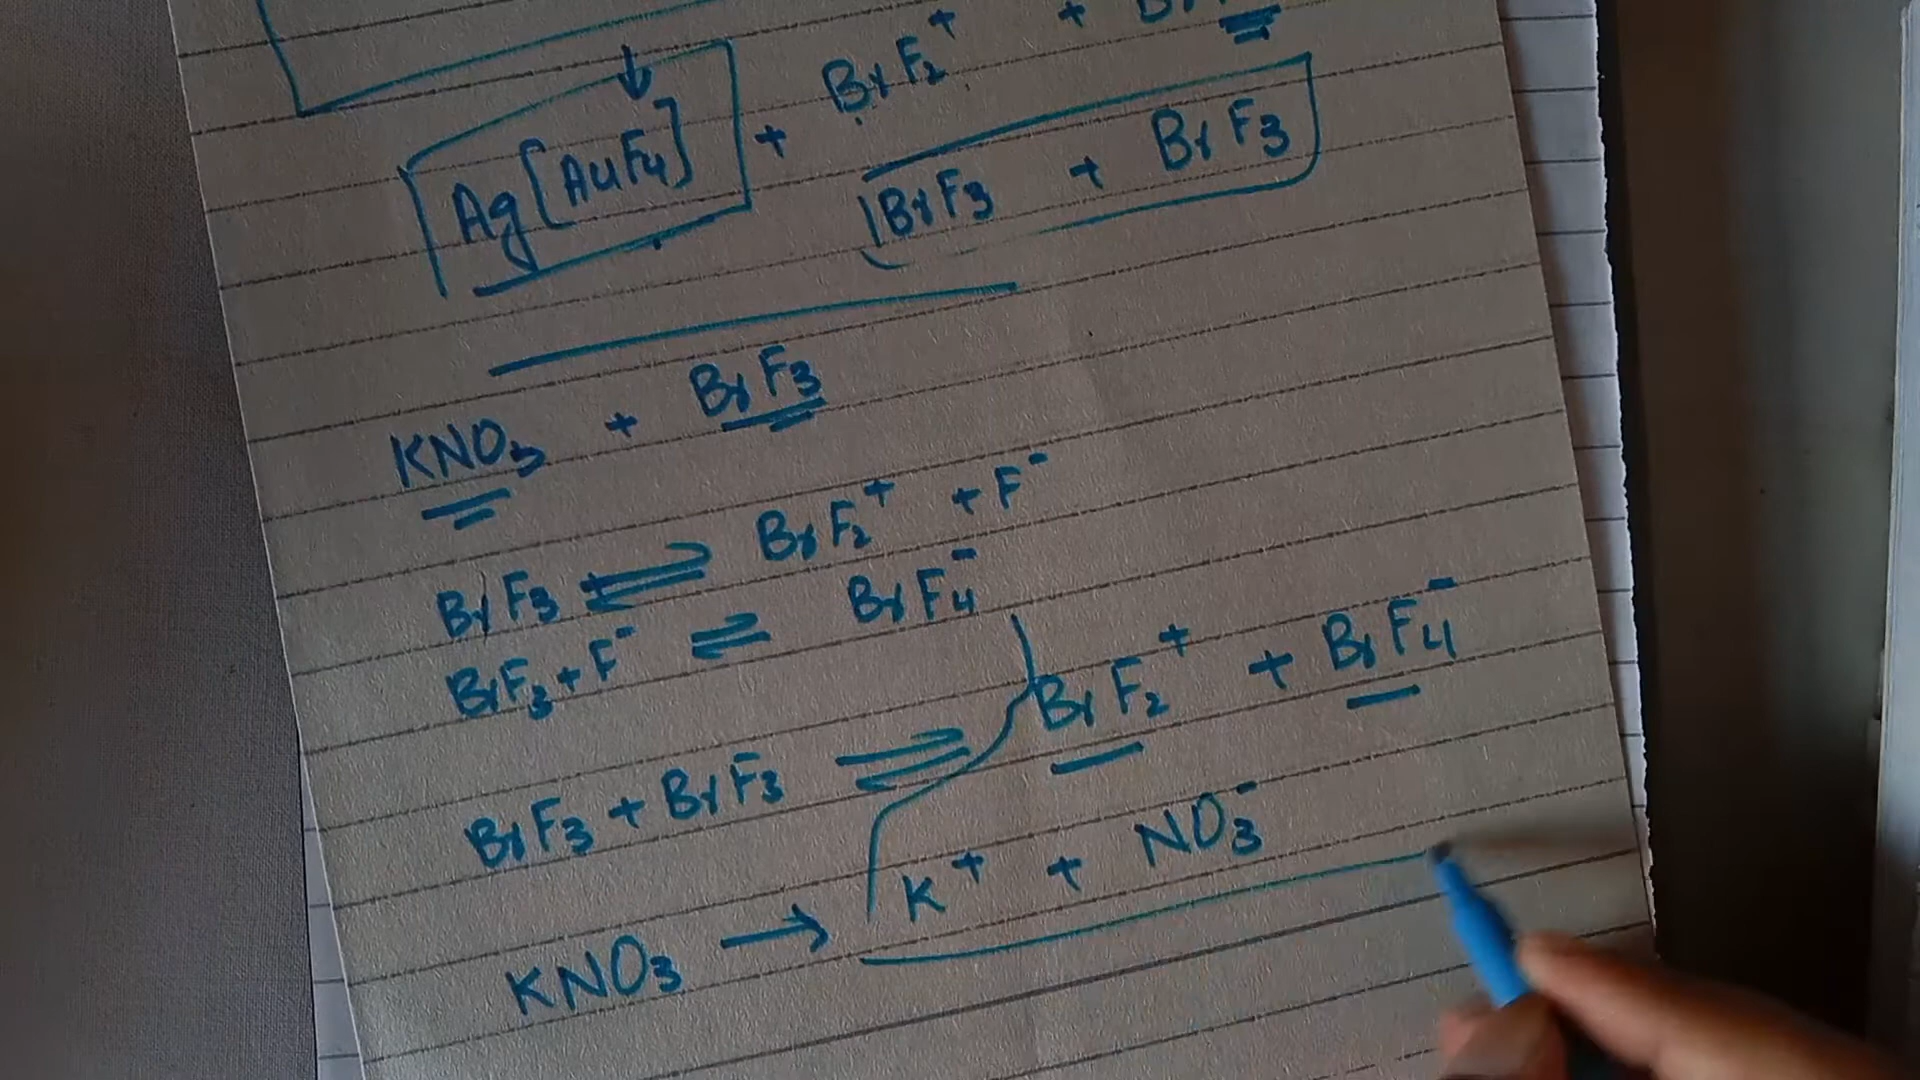 Ag[AuF4] + BrF2+ +
BrF3 + BrF3
KNO3 + BrF3
BrF3 ⇌ BrF2+ + F-
BrF3 + F- ⇌ BrF4-
BrF3 + BrF3 ⇌ BrF2+ + BrF4-
KNO3 → K+ + NO3-